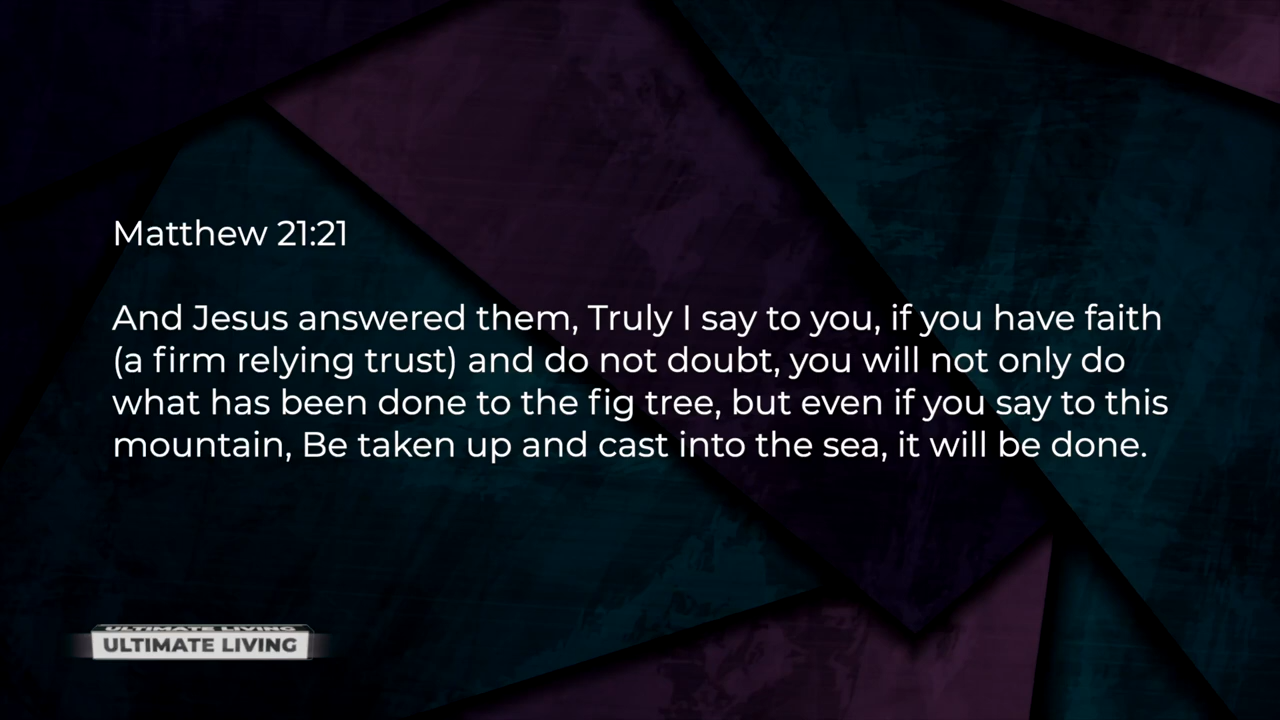 Matthew 21:21
And Jesus answered them, Truly I say to you, if you have faith
(a firm relying trust) and do not doubt, you will not only do
what has been done to the fig tree, but even if you say to this
mountain, Be taken up and cast into the sea, it will be done.
ULTIMATE LIVING
ULTIMATE LIVING